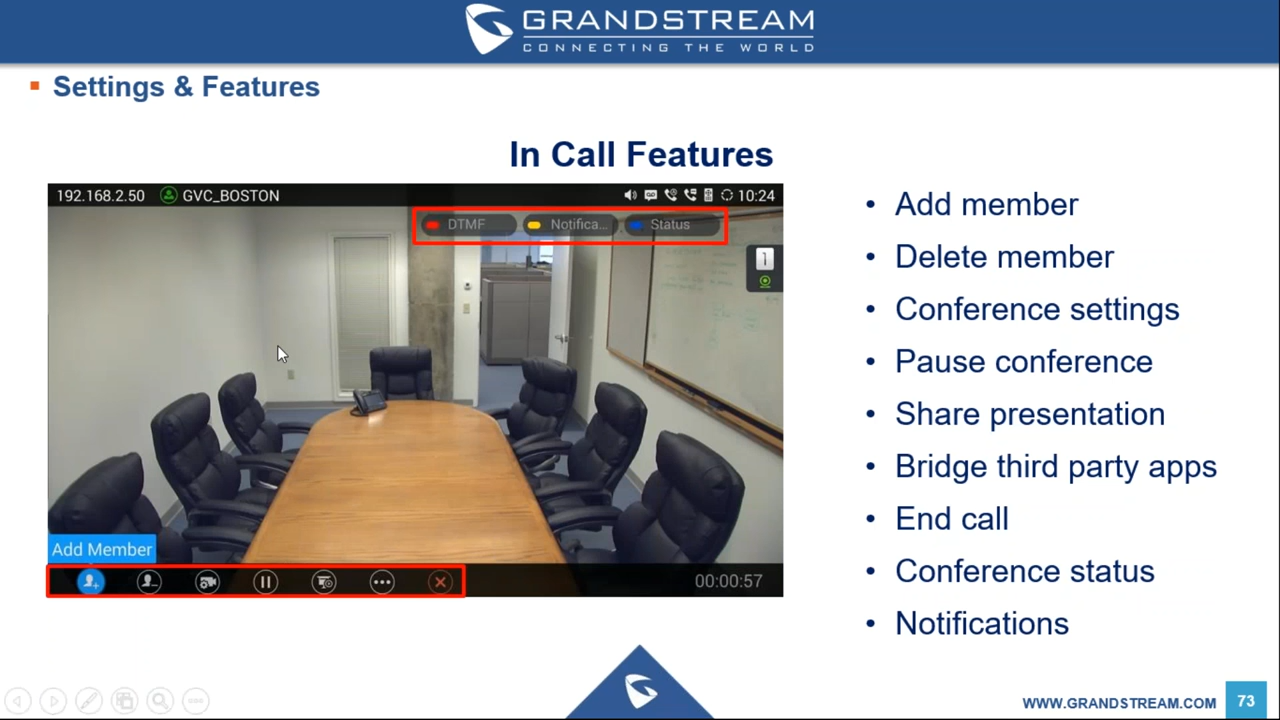 GRANDSTREAM
CONNECTING THE WORLD
Settings & Features
In Call Features
192.168.2.50 GVC_BOSTON 10:24
DTMF Notifica... Status
1
Add Member
00:00:57
• Add member
• Delete member
• Conference settings
• Pause conference
• Share presentation
• Bridge third party apps
• End call
• Conference status
• Notifications
WWW.GRANDSTREAM.COM 73